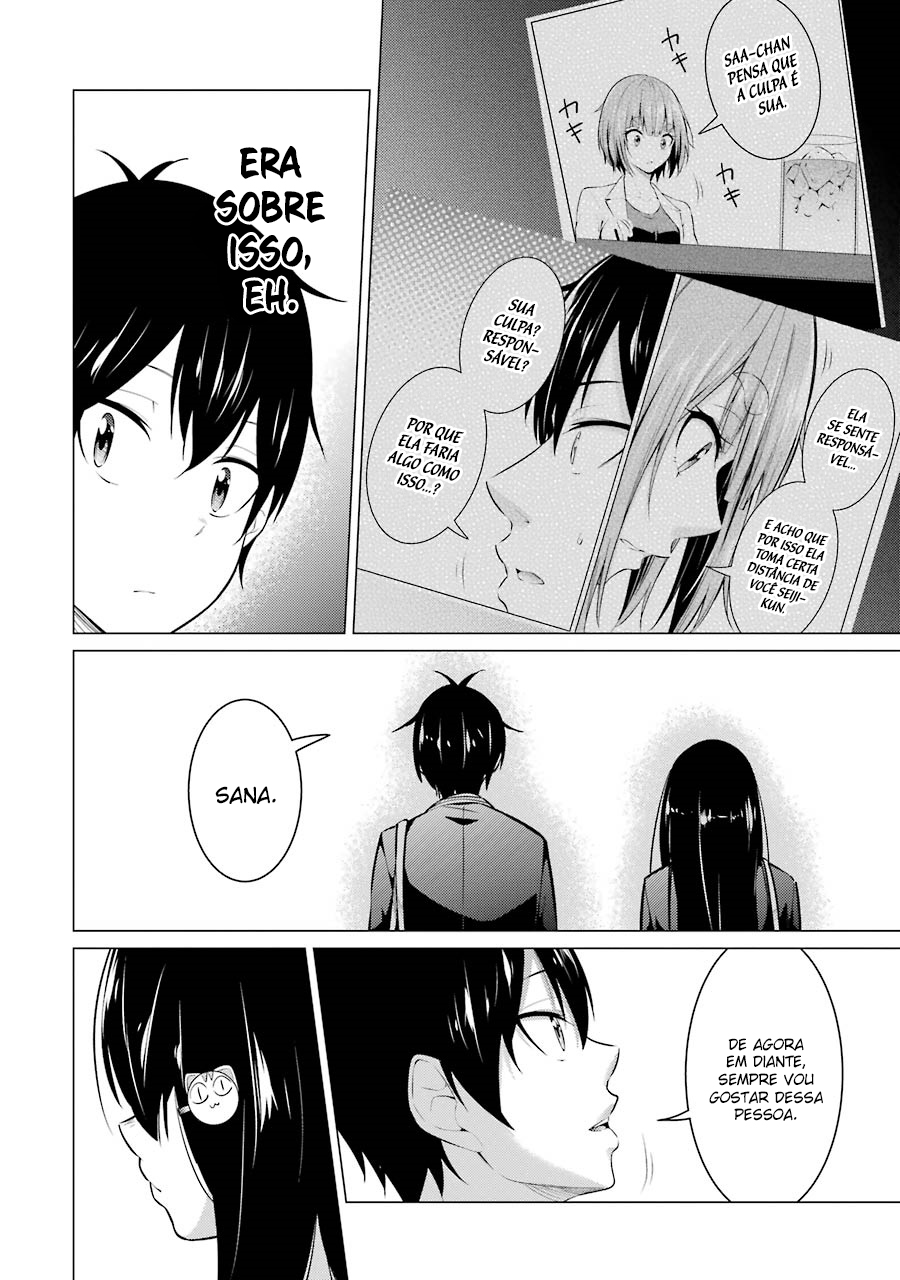 SAA-CHAN
PENSA QUE
A CULPA É
SUA.
カキ
カキ
ELA
SE SENTE
RESPONSÁ-
VEL...
E ACHO QUE
POR ISSO ELA
TOMA CERTA
DISTÂNCIA DE
VOCÊ SEIJI-
KUN.
SUA
CULPA?
RESPON-
SÁVEL?
POR QUE
ELA FARIA
ALGO COMO
ISSO...?
ERA
SOBRE
ISSO,
EH.
SANA.
DE AGORA
EM DIANTE,
SEMPRE VOU
GOSTAR DESSA
PESSOA.